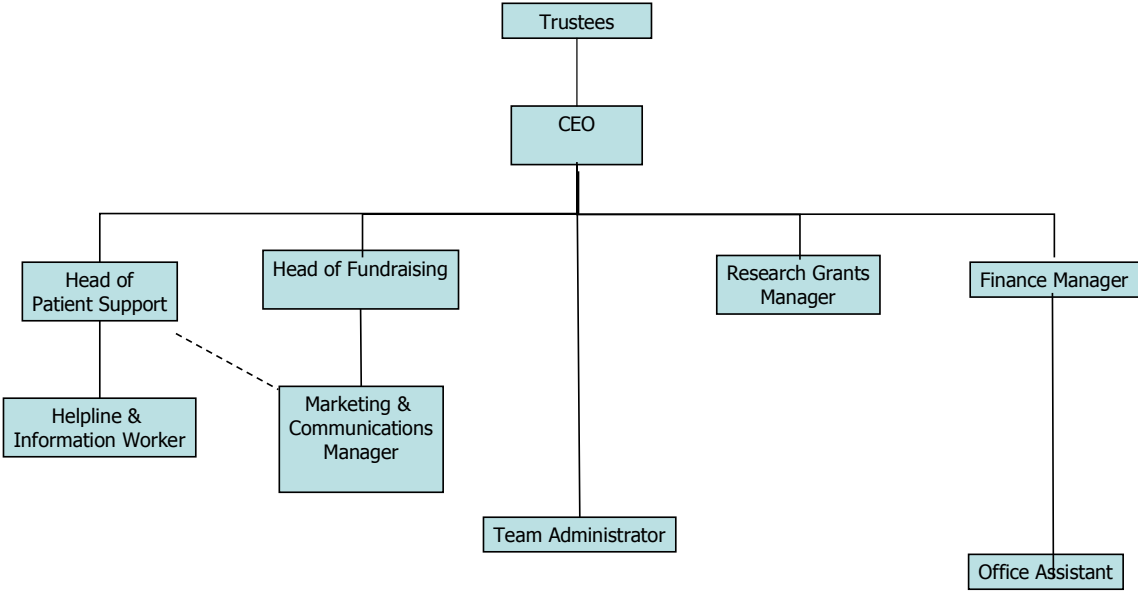 Trustees
CEO
Head of
Patient Support
Head of Fundraising
Research Grants
Manager
Finance Manager
Helpline &
Information Worker
Marketing &
Communications
Manager
Team Administrator
Office Assistant